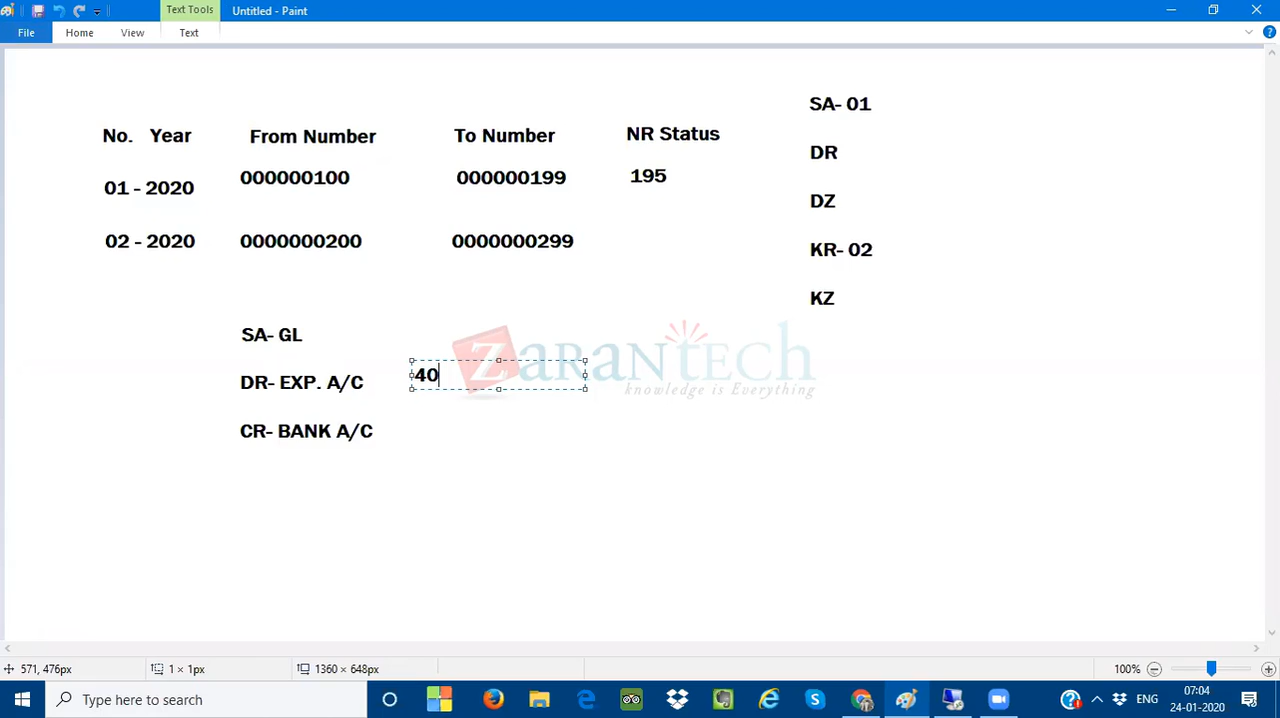 Text Tools
Untitled - Paint
File Home View Text
No. Year From Number To Number NR Status
01 - 2020 000000100 000000199 195
02 - 2020 0000000200 0000000299
SA- 01
DR
DZ
KR- 02
KZ
SA- GL
DR- EXP. A/C 40
CR- BANK A/C
ZARANTECH
knowledge is Everything
571, 476px 1 × 1px 1360 × 648px 100%
Type here to search
ENG
07:04
24-01-2020